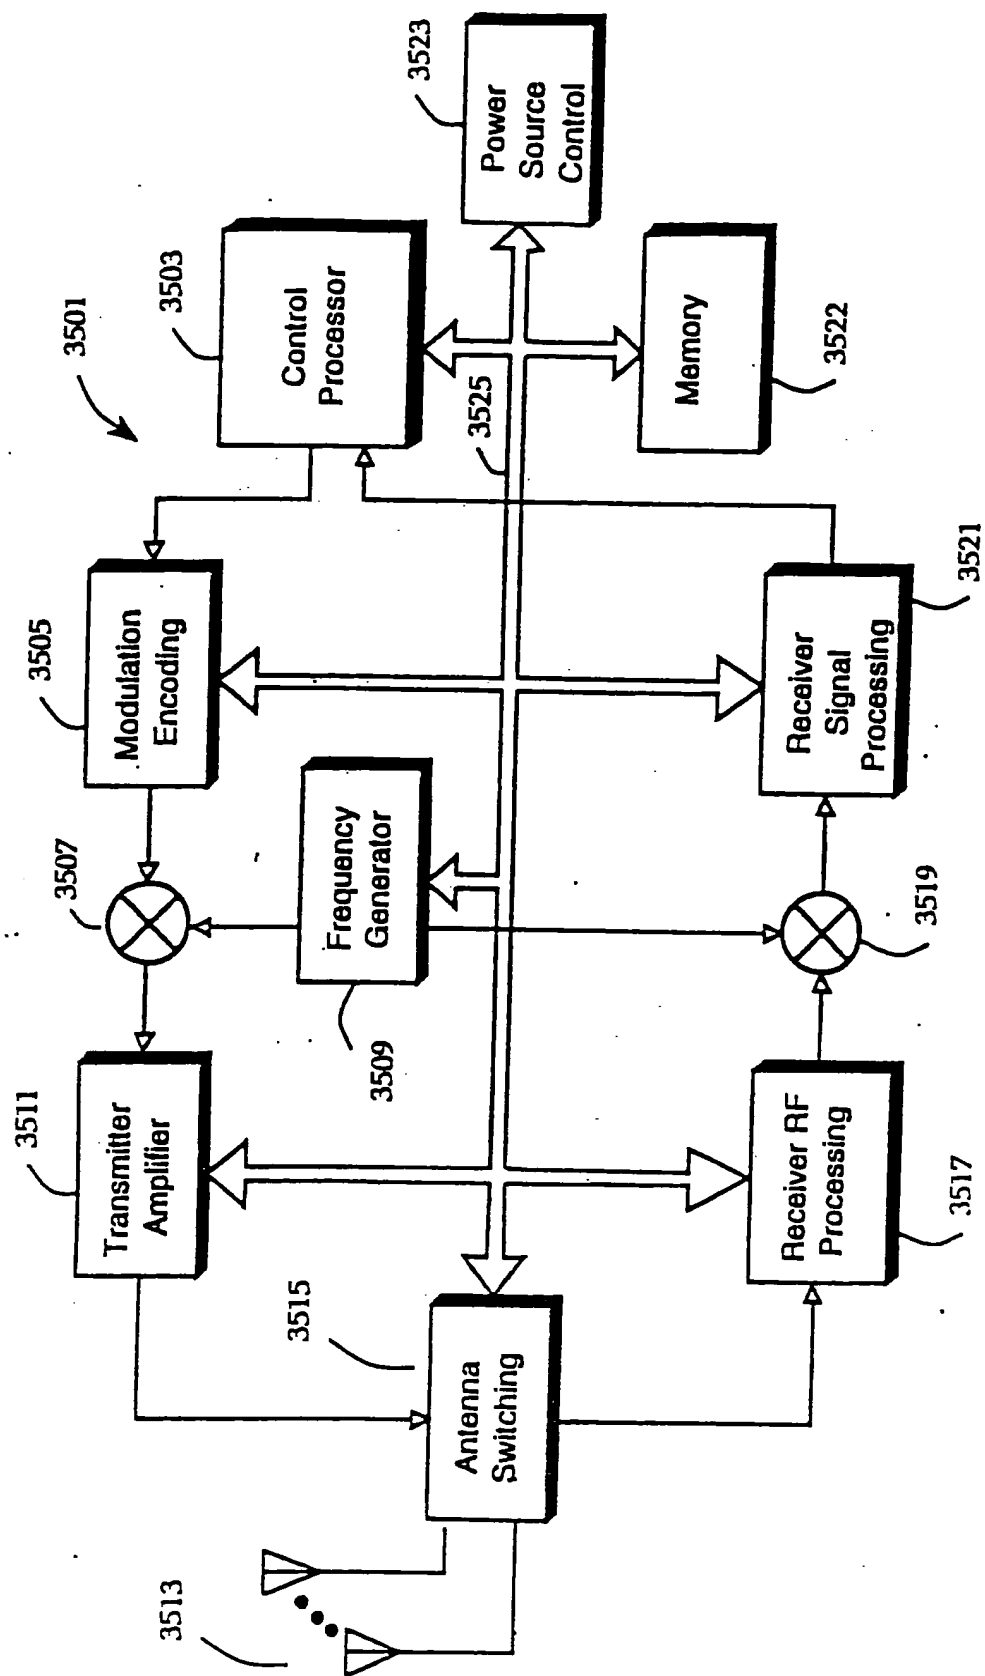 3501
3503
Control
Processor
3523
Power
Source
Control
3505
Modulation
Encoding
3507
3525
3522
Memory
3509
Frequency
Generator
3511
Transmitter
Amplifier
3521
Receiver
Signal
Processing
3519
3515
Antenna
Switching
3517
Receiver RF
Processing
3513